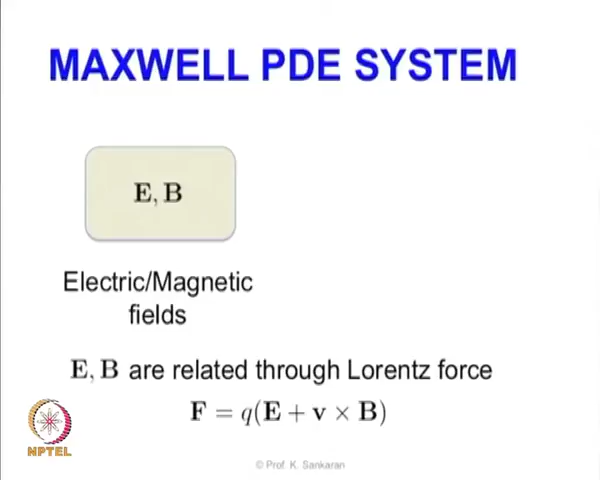 MAXWELL PDE SYSTEM
E, B
Electric/Magnetic
fields
E, B are related through Lorentz force
F = q(E + v × B)
NPTEL
© Prof. K. Sankaran